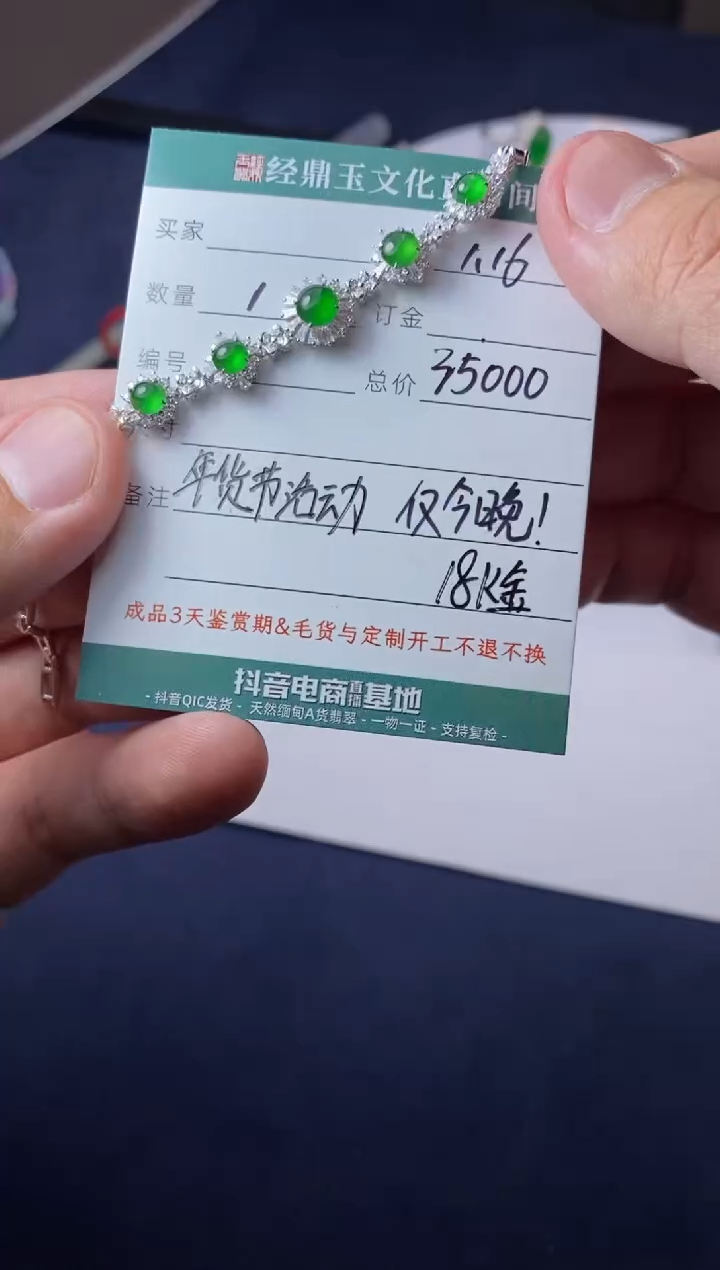 经鼎玉文化直 间
买家 1.16
数量 1 订金
编号 总价 35000
备注 年货节活动 仅今晚!
18K金
成品3天鉴赏期&毛货与定制开工不退不换
抖音电商直播基地
- 抖音QIC发货 - 天然缅甸A货翡翠 - 一物一证 - 支持复检 -